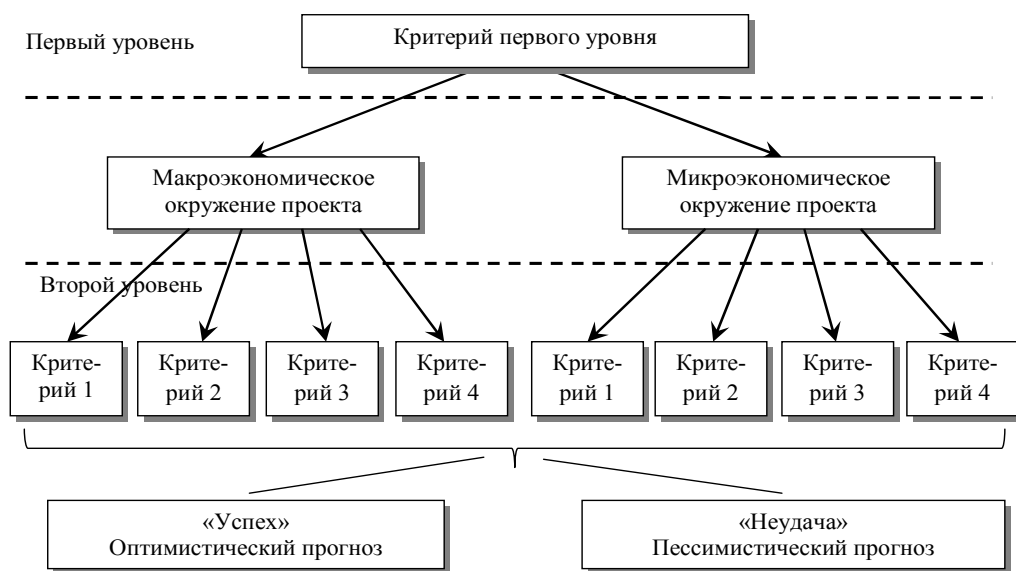 Первый уровень
Критерий первого уровня
Макроэкономическое
окружение проекта
Микроэкономическое
окружение проекта
Второй уровень
Крите-
рий 1
Крите-
рий 2
Крите-
рий 3
Крите-
рий 4
Крите-
рий 1
Крите-
рий 2
Крите-
рий 3
Крите-
рий 4
«Успех»
Оптимистический прогноз
«Неудача»
Пессимистический прогноз